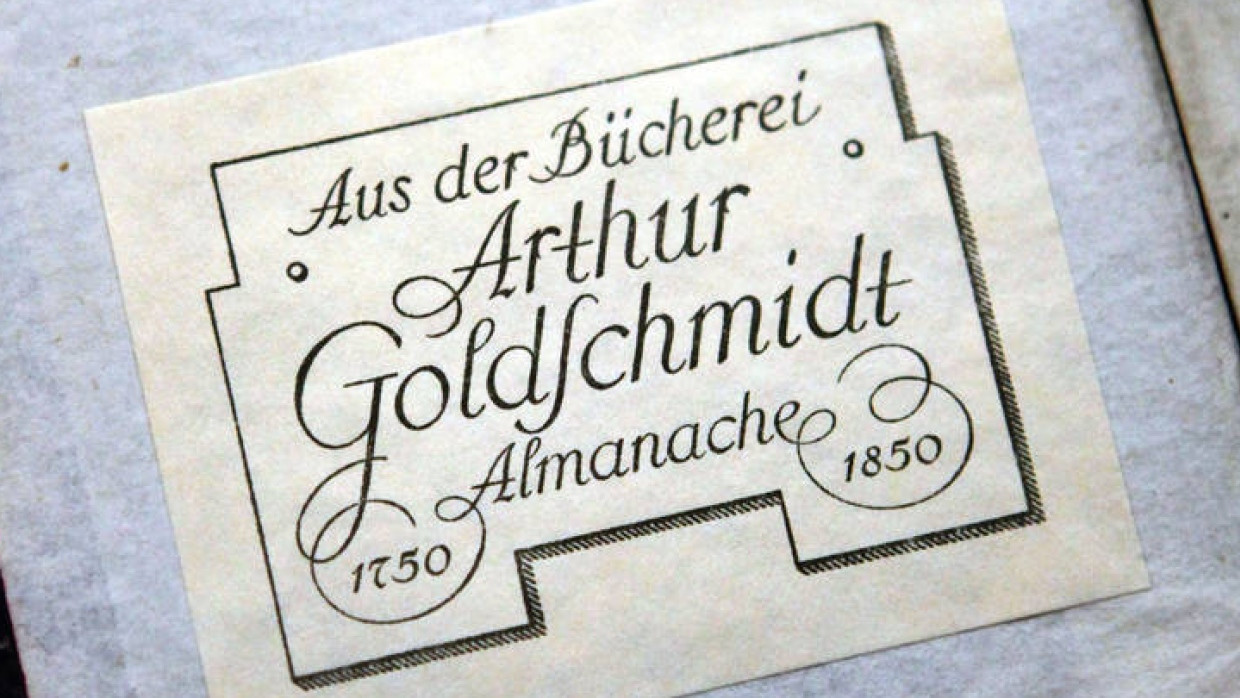 Aus der Bücherei
Arthur
Goldſchmidt
Almanache
1750
1850